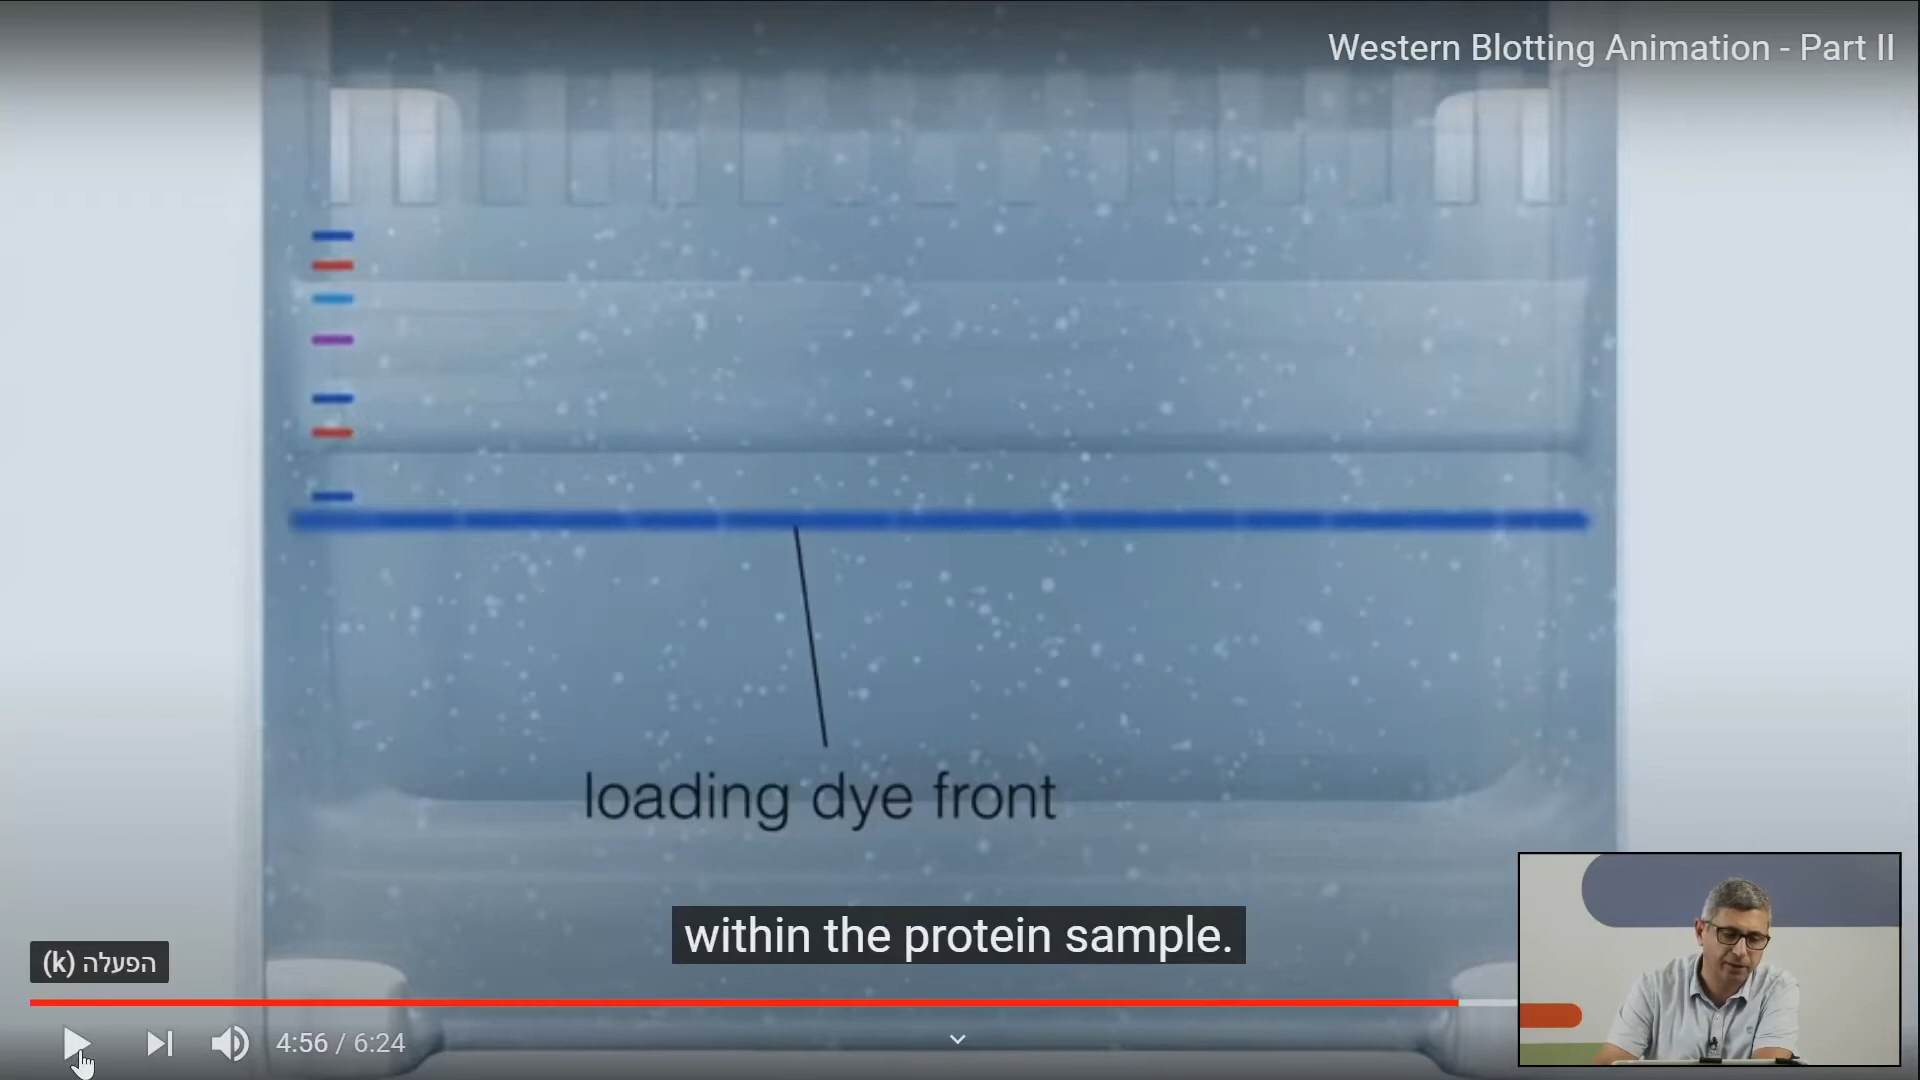 Western Blotting Animation - Part II
loading dye front
within the protein sample.
הפעלה (k)
4:56 / 6:24